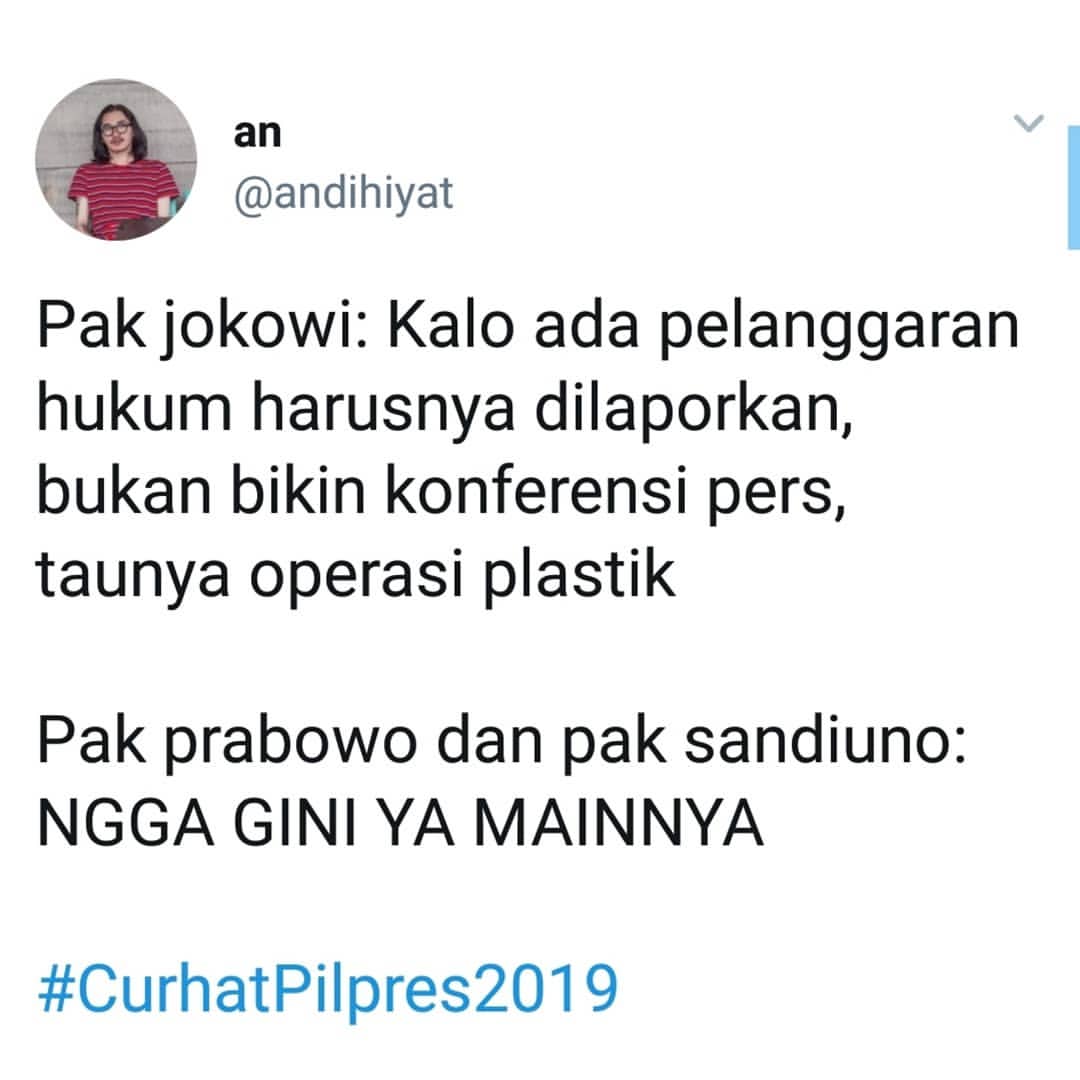 an
@andihiyat
Pak jokowi: Kalo ada pelanggaran
hukum harusnya dilaporkan,
bukan bikin konferensi pers,
taunya operasi plastik
Pak prabowo dan pak sandiuno:
NGGA GINI YA MAINNYA
#CurhatPilpres2019